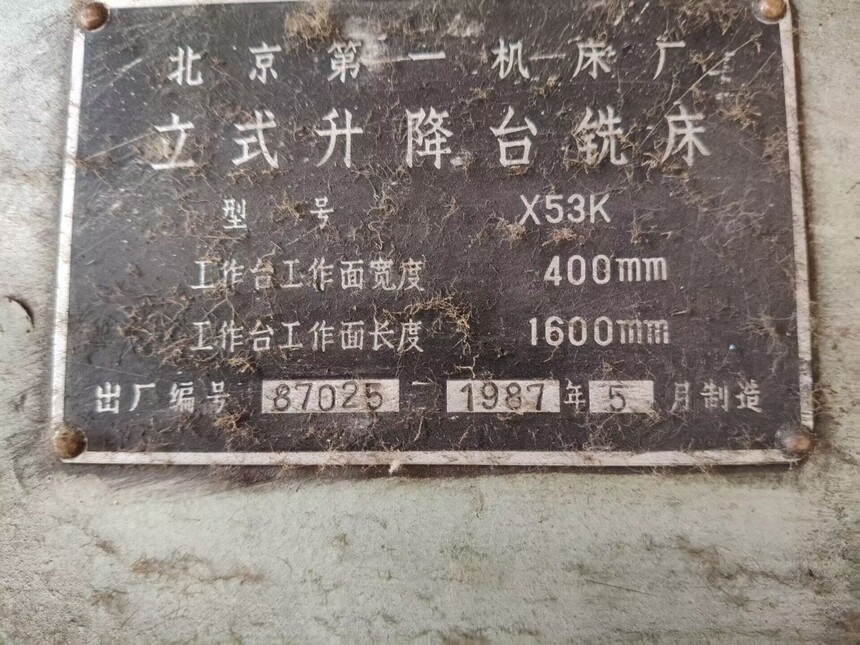 北京第一机床厂
立式升降台铣床
型号 X53K
工作台工作面宽度 400mm
工作台工作面长度 1600mm
出厂编号 87025 - 1987年5月制造